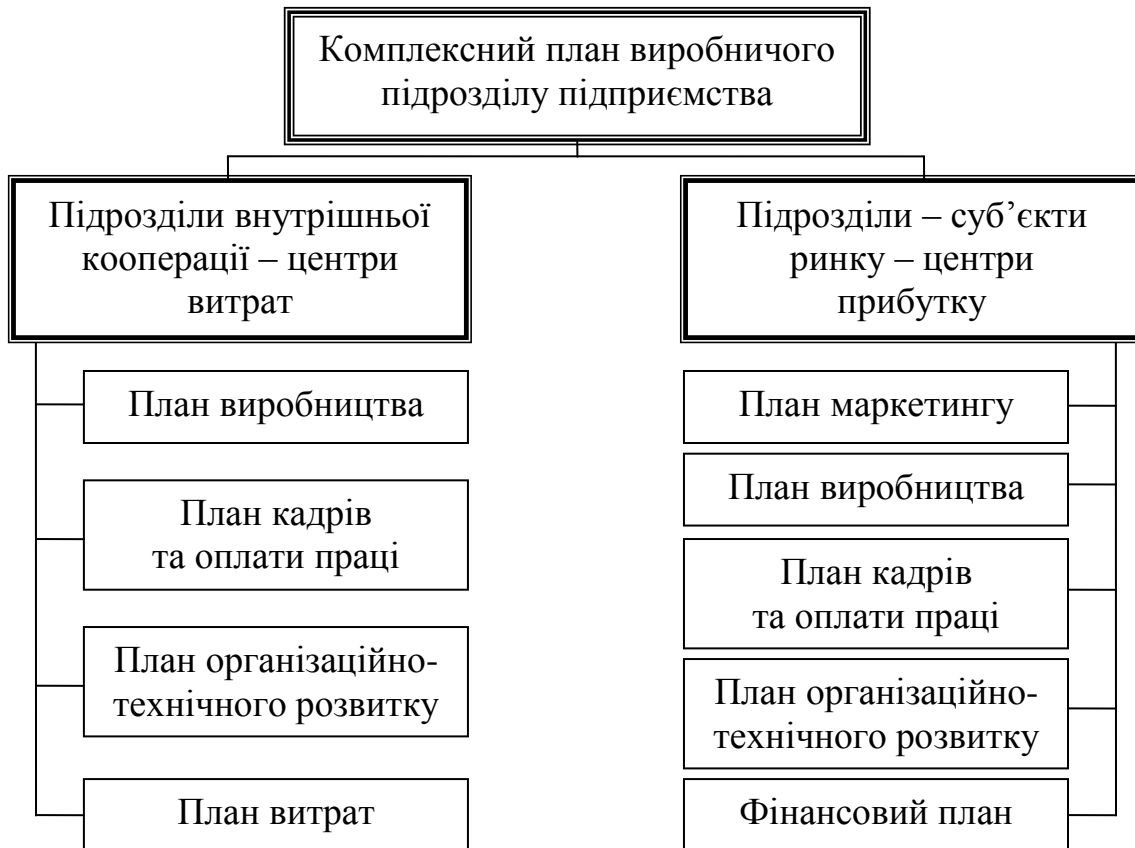 Комплексний план виробничого
підрозділу підприємства
Підрозділи внутрішньої
кооперації – центри
витрат
План виробництва
План кадрів
та оплати праці
План організаційно-
технічного розвитку
План витрат
Підрозділи – суб’єкти
ринку – центри
прибутку
План маркетингу
План виробництва
План кадрів
та оплати праці
План організаційно-
технічного розвитку
Фінансовий план